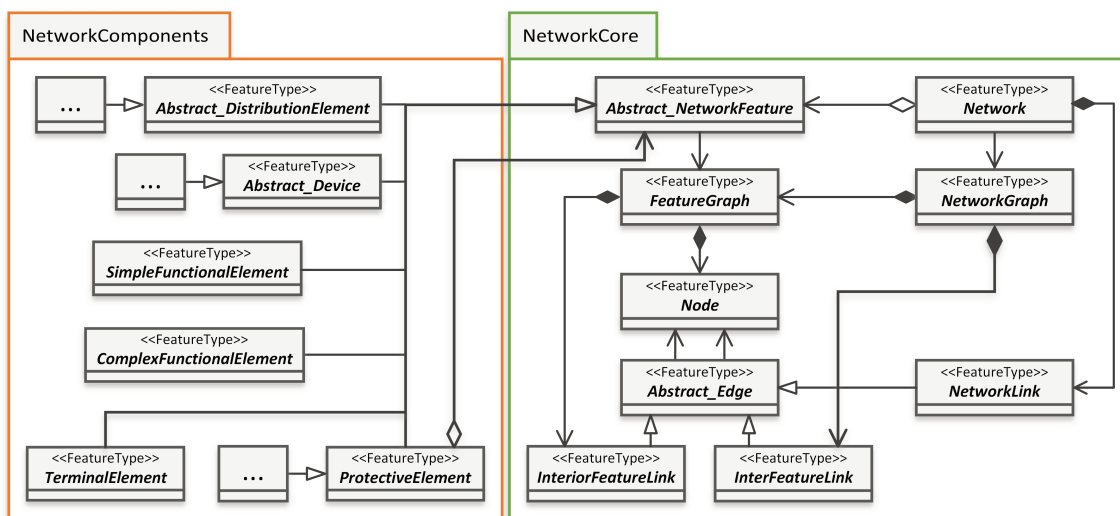 NetworkComponents
...
<<FeatureType>>
Abstract_DistributionElement
...
<<FeatureType>>
Abstract_Device
<<FeatureType>>
SimpleFunctionalElement
<<FeatureType>>
ComplexFunctionalElement
<<FeatureType>>
TerminalElement
...
<<FeatureType>>
ProtectiveElement
NetworkCore
<<FeatureType>>
Abstract_NetworkFeature
<<FeatureType>>
Network
<<FeatureType>>
FeatureGraph
<<FeatureType>>
NetworkGraph
<<FeatureType>>
Node
<<FeatureType>>
Abstract_Edge
<<FeatureType>>
NetworkLink
<<FeatureType>>
InteriorFeatureLink
<<FeatureType>>
InterFeatureLink